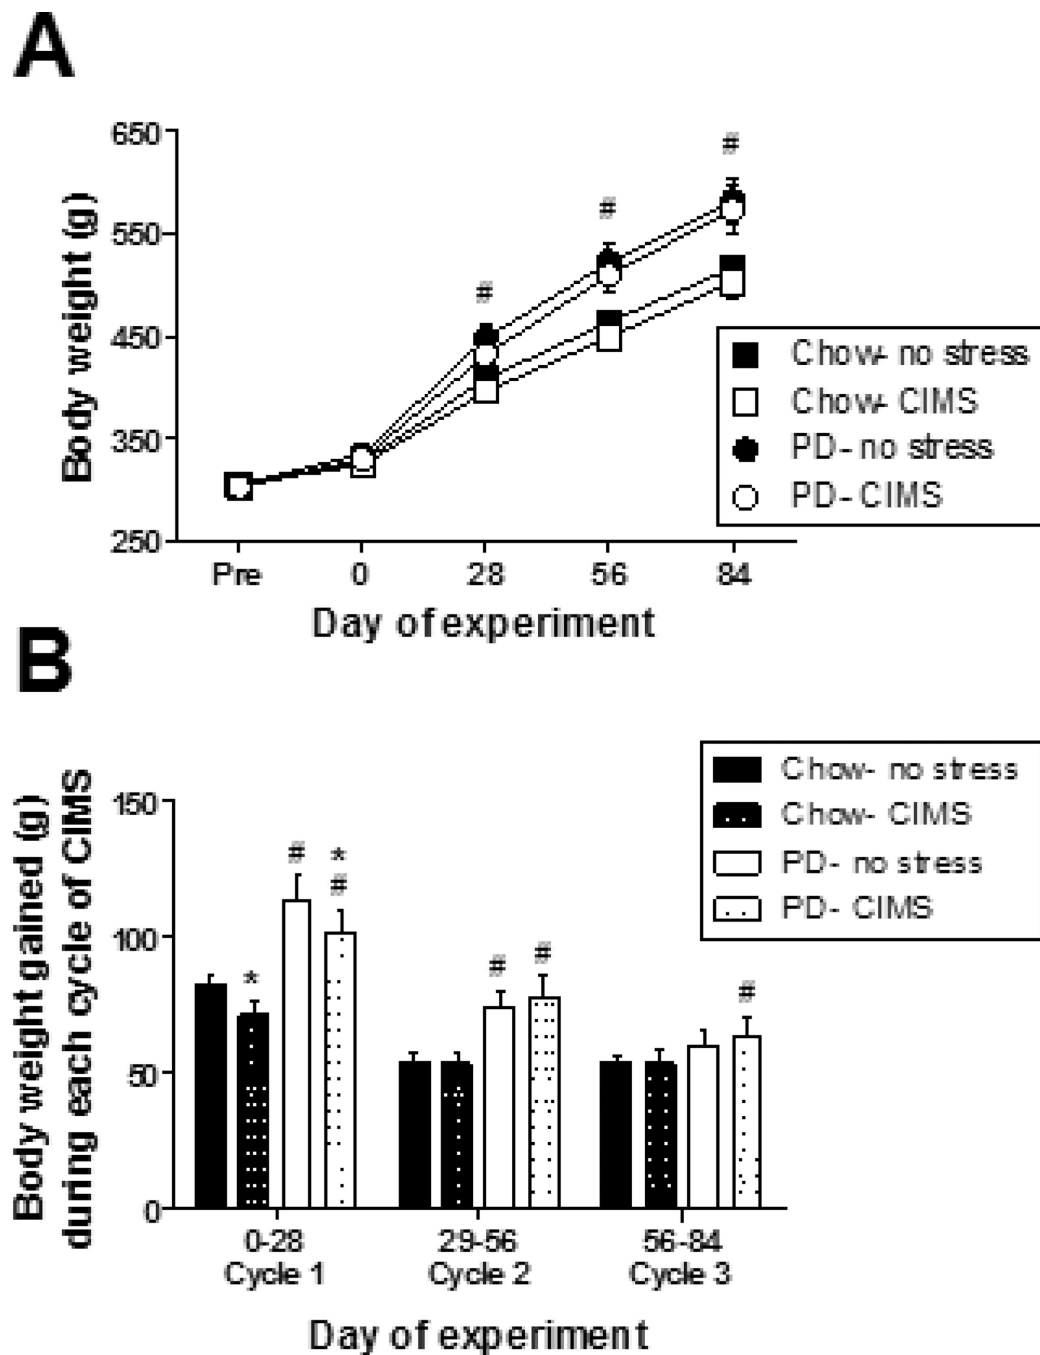 A
650
550
450
350
250
Body weight (g)
#
#
#
Chow- no stress
Chow- CIMS
PD- no stress
PD- CIMS
Pre
0
28
56
84
Day of experiment
B
Chow- no stress
Chow- CIMS
PD- no stress
PD- CIMS
Body weight gained (g)
during each cycle of CIMS
150
100
50
0
*
#
*
#
#
#
#
0-28
Cycle 1
29-56
Cycle 2
56-84
Cycle 3
Day of experiment